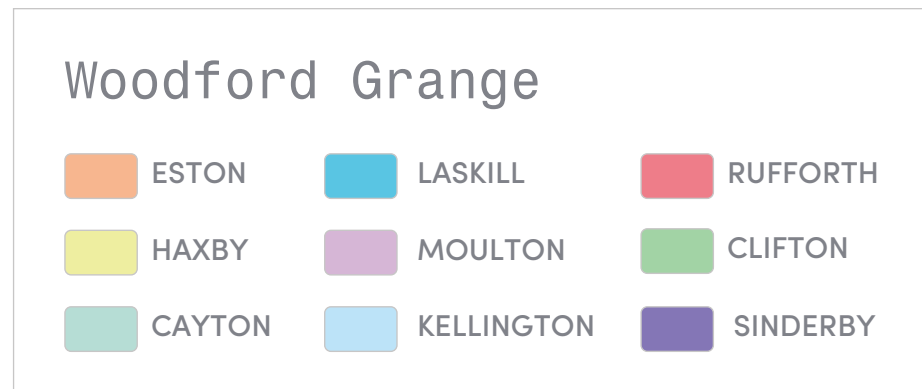 Woodford Grange
ESTON LASKILL RUFFORTH
HAXBY MOULTON CLIFTON
CAYTON KELLINGTON SINDERBY